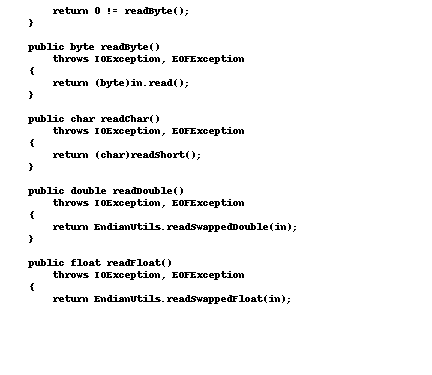 return 0 != readByte();
}
public byte readByte()
throws IOException, EOFException
{
return (byte)in.read();
}
public char readChar()
throws IOException, EOFException
{
return (char)readShort();
}
public double readDouble()
throws IOException, EOFException
{
return EndianUtils.readSwappedDouble(in);
}
public float readFloat()
throws IOException, EOFException
{
return EndianUtils.readSwappedFloat(in);